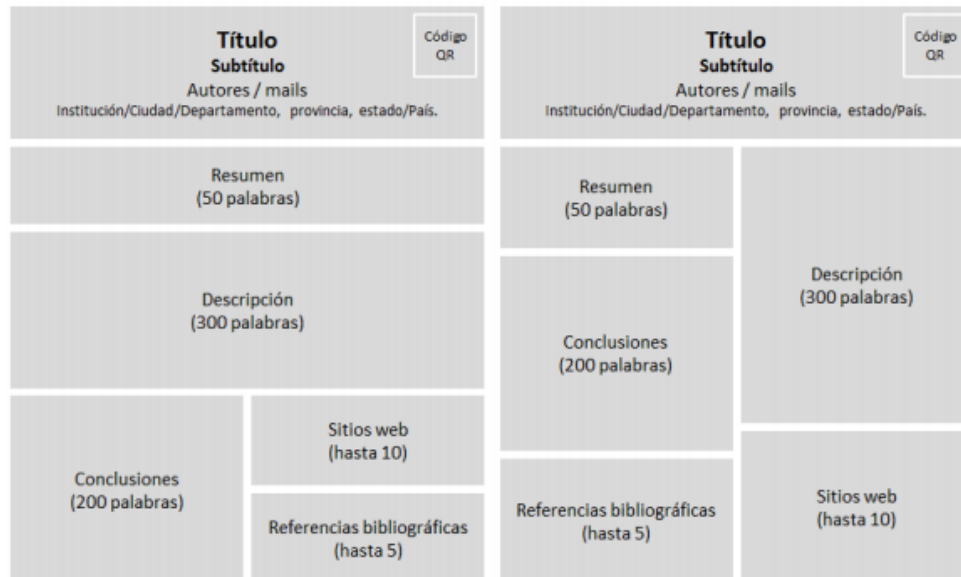 Título
Código
QR
Subtítulo
Autores / mails
Institución/Ciudad/Departamento, provincia, estado/País.
Resumen
(50 palabras)
Descripción
(300 palabras)
Conclusiones
(200 palabras)
Sitios web
(hasta 10)
Referencias bibliográficas
(hasta 5)
Título
Código
QR
Subtítulo
Autores / mails
Institución/Ciudad/Departamento, provincia, estado/País.
Resumen
(50 palabras)
Conclusiones
(200 palabras)
Referencias bibliográficas
(hasta 5)
Descripción
(300 palabras)
Sitios web
(hasta 10)